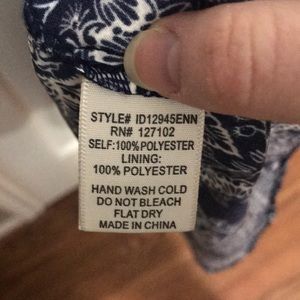 STYLE# ID12945ENN
RN# 127102
SELF:100%POLYESTER
LINING:
100% POLYESTER
HAND WASH COLD
DO NOT BLEACH
FLAT DRY
MADE IN CHINA